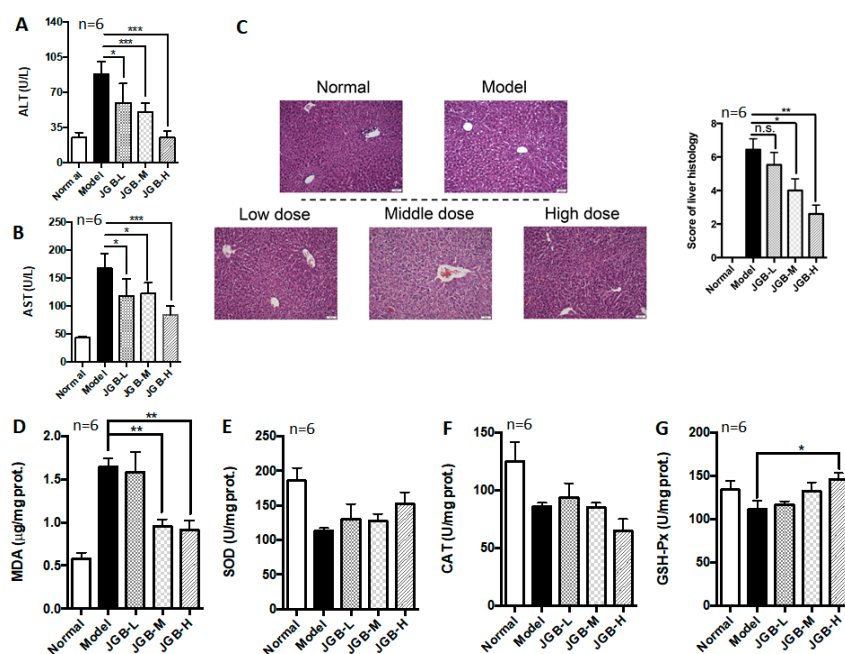 A
n=6
***
***
*
ALT (U/L)
135
90
45
0
Normal
Model
JGB-L
JGB-M
JGB-H
B
n=6
***
*
*
AST(U/L)
250
200
150
100
50
0
Normal
Model
JGB-L
JGB-M
JGB-H
C
Normal
Model
Low dose
Middle dose
High dose
n=6
**
*
n.s.
Score of liver histology
8
6
4
2
0
Normal
Model
JGB-L
JGB-M
JGB-H
D
n=6
**
**
MDA (μg/mg prot.)
2.0
1.5
1.0
0.5
0.0
Normal
Model
JGB-L
JGB-M
JGB-H
E
n=6
SOD (U/mg prot.)
250
200
150
100
50
0
Normal
Model
JGB-L
JGB-M
JGB-H
F
n=6
CAT (U/mg prot.)
150
100
50
0
Normal
Model
JGB-L
JGB-M
JGB-H
G
n=6
*
GSH-Px (U/mg prot.)
200
150
100
50
0
Normal
Model
JGB-L
JGB-M
JGB-H